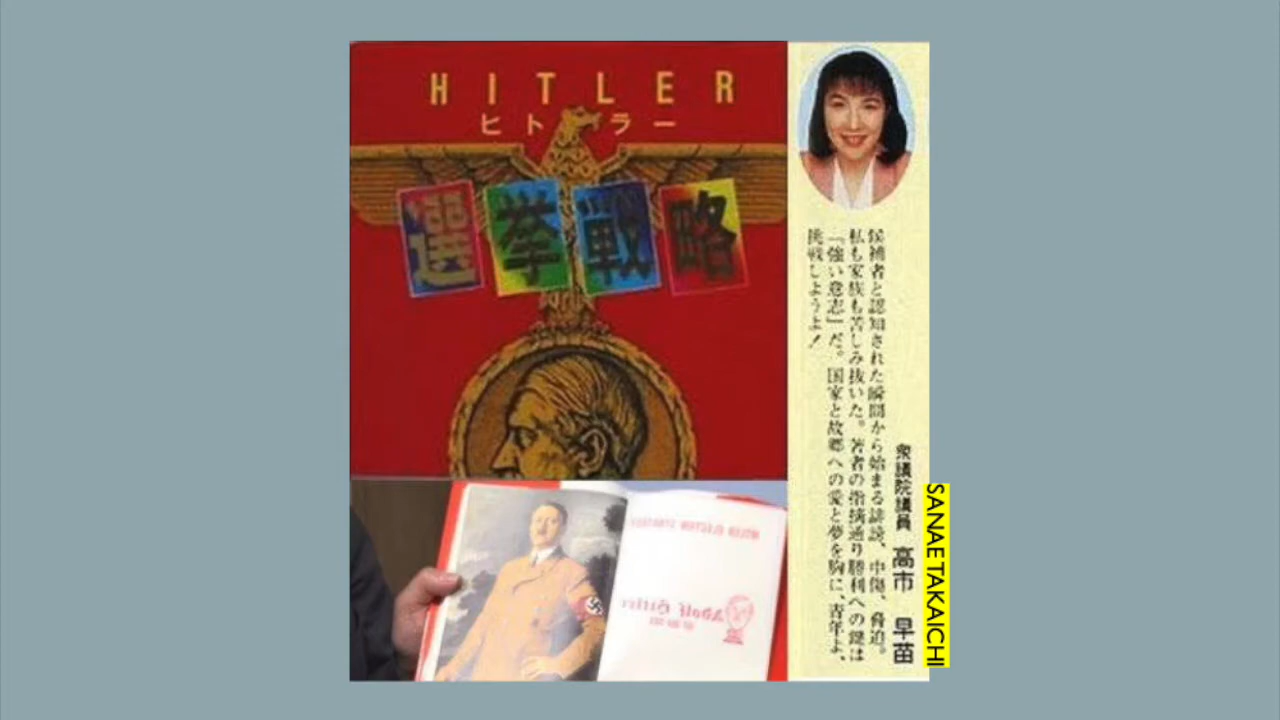 HITLER
ヒトラー
選挙戦略
衆議院議員 高市 早苗
候補者と認知された瞬間から始まる誹謗、中傷、脅迫。
私も家族も苦しみ抜いた。著者の指摘通り勝利への鍵は
『強い意志』だ。国家と故郷への愛と夢を胸に、青年よ、
挑戦しようよ！
SANAE TAKAICHI
Adolf Hitler